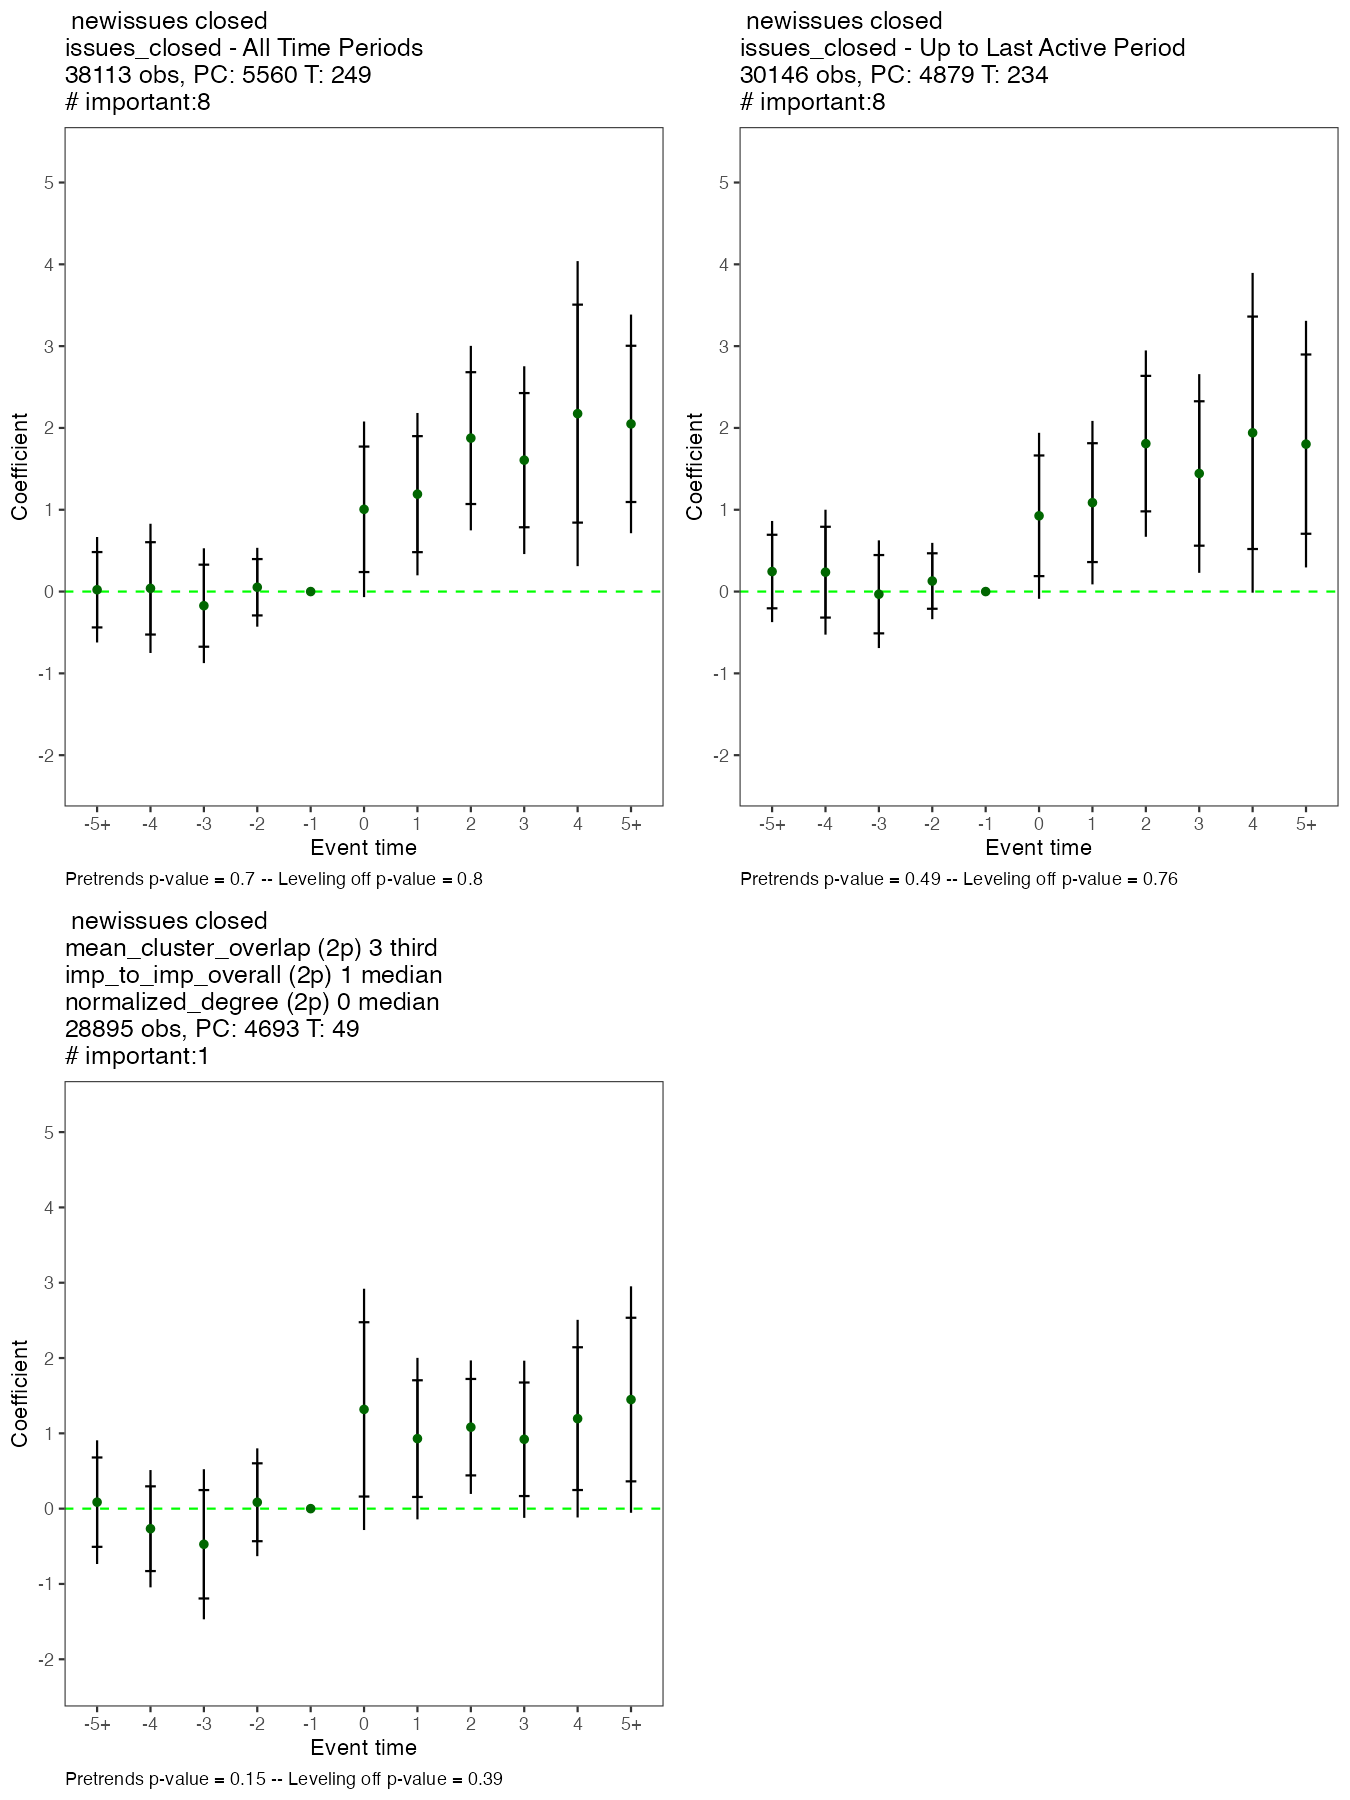 newissues closed
issues_closed - All Time Periods
38113 obs, PC: 5560 T: 249
# important:8
5
4
3
2
1
0
-1
-2
Coefficient
-5+ -4 -3 -2 -1 0 1 2 3 4 5+
Event time
Pretrends p-value = 0.7 -- Leveling off p-value = 0.8
newissues closed
issues_closed - Up to Last Active Period
30146 obs, PC: 4879 T: 234
# important:8
5
4
3
2
1
0
-1
-2
Coefficient
-5+ -4 -3 -2 -1 0 1 2 3 4 5+
Event time
Pretrends p-value = 0.49 -- Leveling off p-value = 0.76
newissues closed
mean_cluster_overlap (2p) 3 third
imp_to_imp_overall (2p) 1 median
normalized_degree (2p) 0 median
28895 obs, PC: 4693 T: 49
# important:1
5
4
3
2
1
0
-1
-2
Coefficient
-5+ -4 -3 -2 -1 0 1 2 3 4 5+
Event time
Pretrends p-value = 0.15 -- Leveling off p-value = 0.39